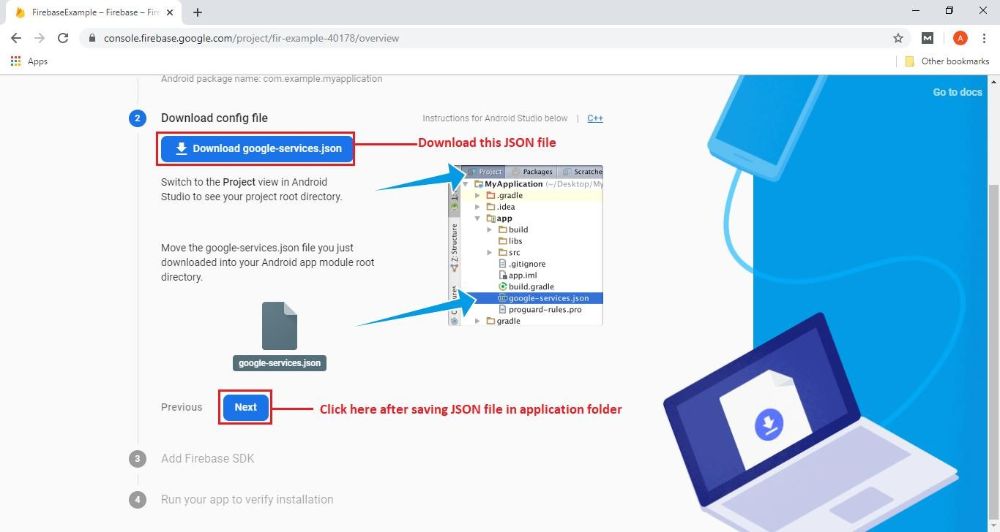 FirebaseExample – Firebase – Fire
console.firebase.google.com/project/fir-example-40178/overview
M
A
Apps
Other bookmarks
Android package name: com.example.myapplication
Go to docs
2
Download config file
Instructions for Android Studio below | C++
Download google-services.json
Download this JSON file
Switch to the Project view in Android
Studio to see your project root directory.
Project
Packages
Scratches
MyApplication (~/Desktop/My
.gradle
.idea
app
build
libs
src
.gitignore
app.iml
build.gradle
google-services.json
proguard-rules.pro
gradle
Z: Structure
Move the google-services.json file you just
downloaded into your Android app module root
directory.
google-services.json
Previous
Next
Click here after saving JSON file in application folder
3
Add Firebase SDK
4
Run your app to verify installation